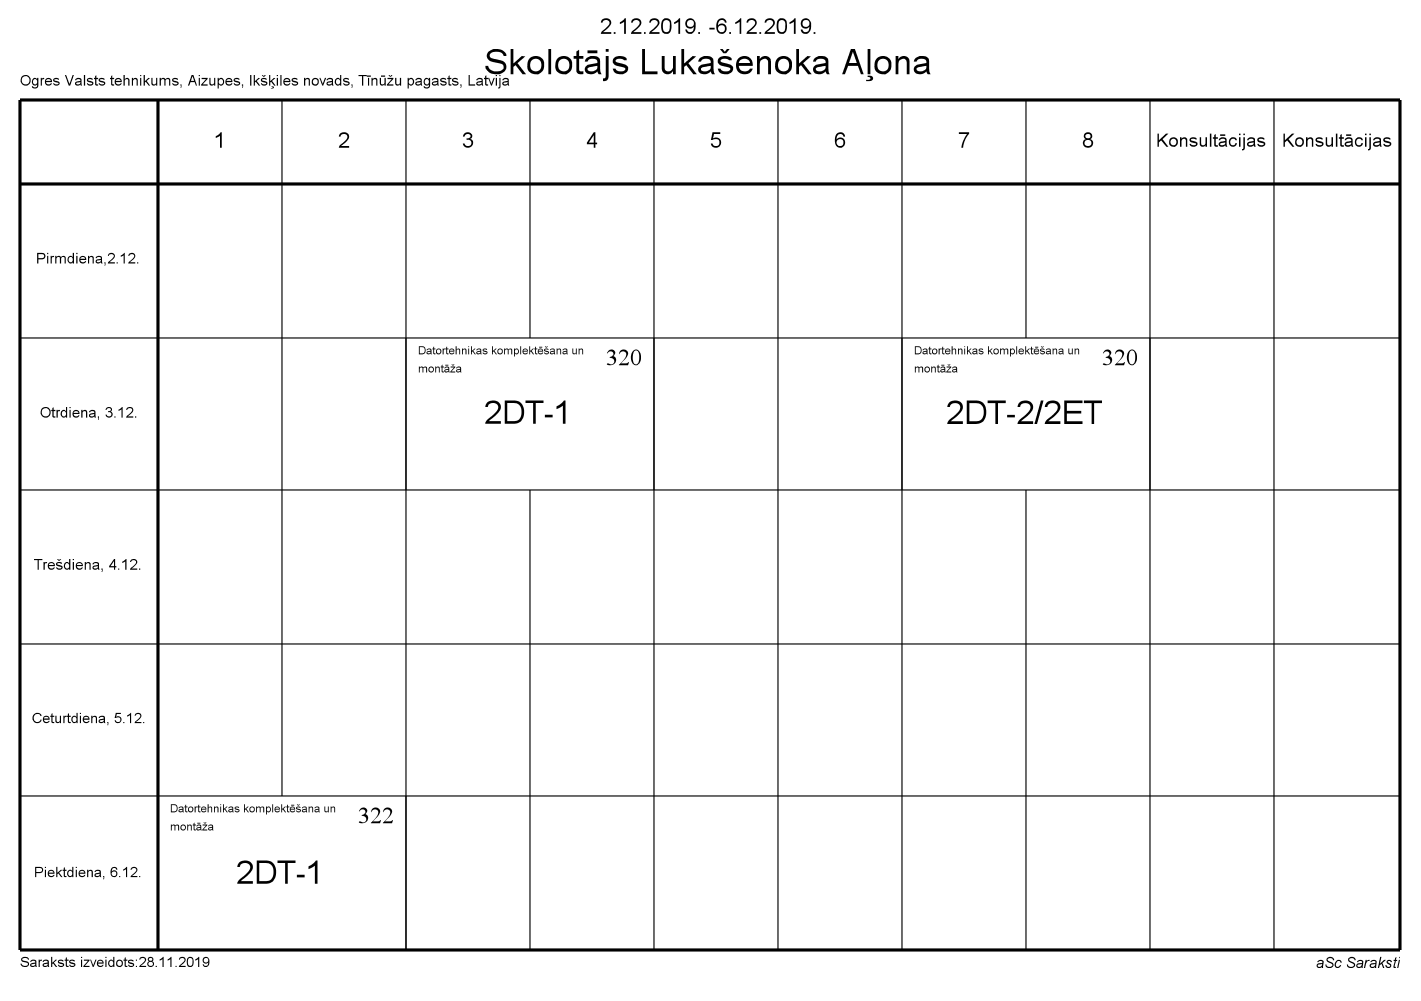 2.12.2019. -6.12.2019.
Skolotājs Lukašenoka Aļona
Ogres Valsts tehnikums, Aizupes, Ikšķiles novads, Tīnūžu pagasts, Latvija
1 2 3 4 5 6 7 8 Konsultācijas Konsultācijas
Pirmdiena,2.12.
Otrdiena, 3.12.
Datortehnikas komplektēšana un
montāža
320
2DT-1
Datortehnikas komplektēšana un
montāža
320
2DT-2/2ET
Trešdiena, 4.12.
Ceturtdiena, 5.12.
Piektdiena, 6.12.
Datortehnikas komplektēšana un
montāža
322
2DT-1
Saraksts izveidots:28.11.2019
aSc Saraksti